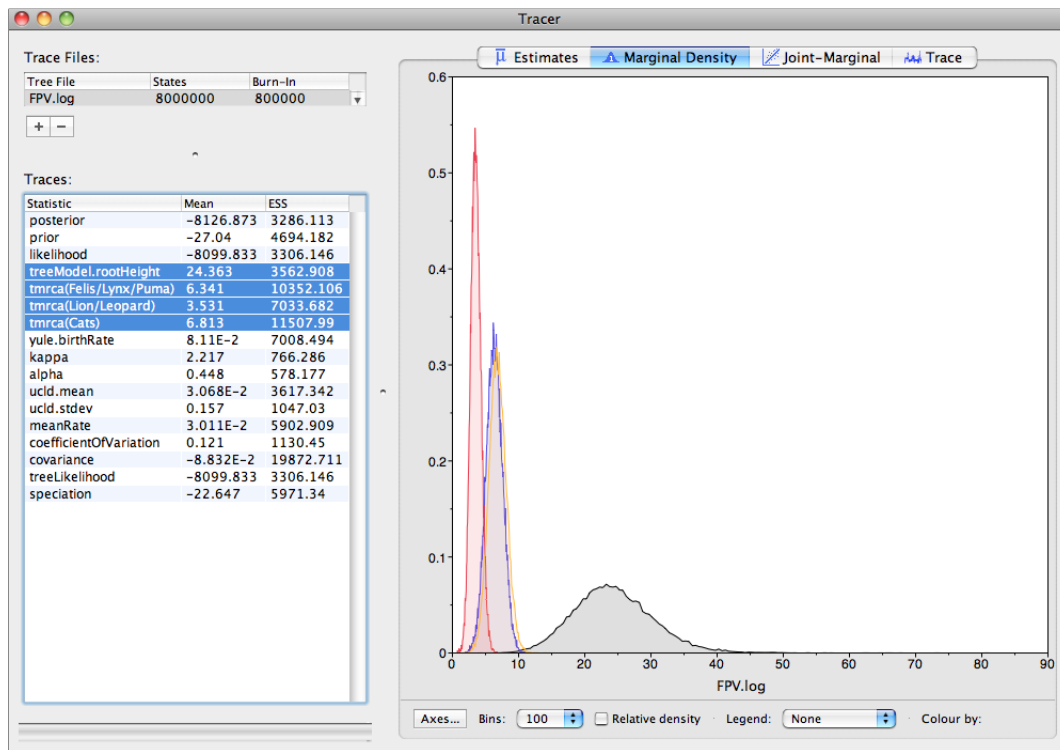 Tracer
Trace Files:
Tree File States Burn-In
FPV.log 8000000 800000
+ −
Traces:
Statistic Mean ESS
posterior -8126.873 3286.113
prior -27.04 4694.182
likelihood -8099.833 3306.146
treeModel.rootHeight 24.363 3562.908
tmrca(Felis/Lynx/Puma) 6.341 10352.106
tmrca(Lion/Leopard) 3.531 7033.682
tmrca(Cats) 6.813 11507.99
yule.birthRate 8.11E-2 7008.494
kappa 2.217 766.286
alpha 0.448 578.177
ucld.mean 3.068E-2 3617.342
ucld.stdev 0.157 1047.03
meanRate 3.011E-2 5902.909
coefficientOfVariation 0.121 1130.45
covariance -8.832E-2 19872.711
treeLikelihood -8099.833 3306.146
speciation -22.647 5971.34
Estimates Marginal Density Joint-Marginal Trace
0.6
0.5
0.4
0.3
0.2
0.1
0
0 10 20 30 40 50 60 70 80 90
FPV.log
Axes... Bins: 100 Relative density Legend: None Colour by: